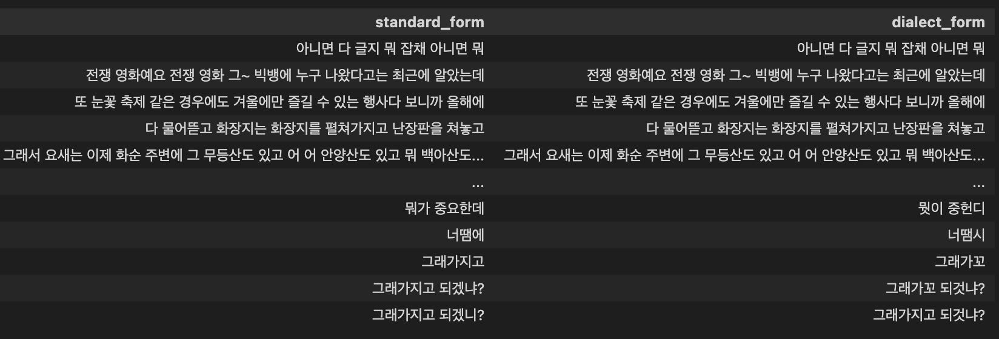 standard_form dialect_form
아니면 다 글지 뭐 잡채 아니면 뭐 아니면 다 글지 뭐 잡채 아니면 뭐
전쟁 영화예요 전쟁 영화 그~ 빅뱅에 누구 나왔다고는 최근에 알았는데 전쟁 영화예요 전쟁 영화 그~ 빅뱅에 누구 나왔다고는 최근에 알았는데
또 눈꽃 축제 같은 경우에도 겨울에만 즐길 수 있는 행사다 보니까 올해에 또 눈꽃 축제 같은 경우에도 겨울에만 즐길 수 있는 행사다 보니까 올해에
다 물어뜯고 화장지는 화장지를 펼쳐가지고 난장판을 쳐놓고 다 물어뜯고 화장지는 화장지를 펼쳐가지고 난장판을 쳐놓고
그래서 요새는 이제 화순 주변에 그 무등산도 있고 어 어 안양산도 있고 뭐 백아산도... 그래서 요새는 이제 화순 주변에 그 무등산도 있고 어 어 안양산도 있고 뭐 백아산도...
... ...
뭐가 중요한데 뭣이 중헌디
너땜에 너땜시
그래가지고 그래가꼬
그래가지고 되겠냐? 그래가꼬 되것냐?
그래가지고 되겠니? 그래가지고 되것냐?